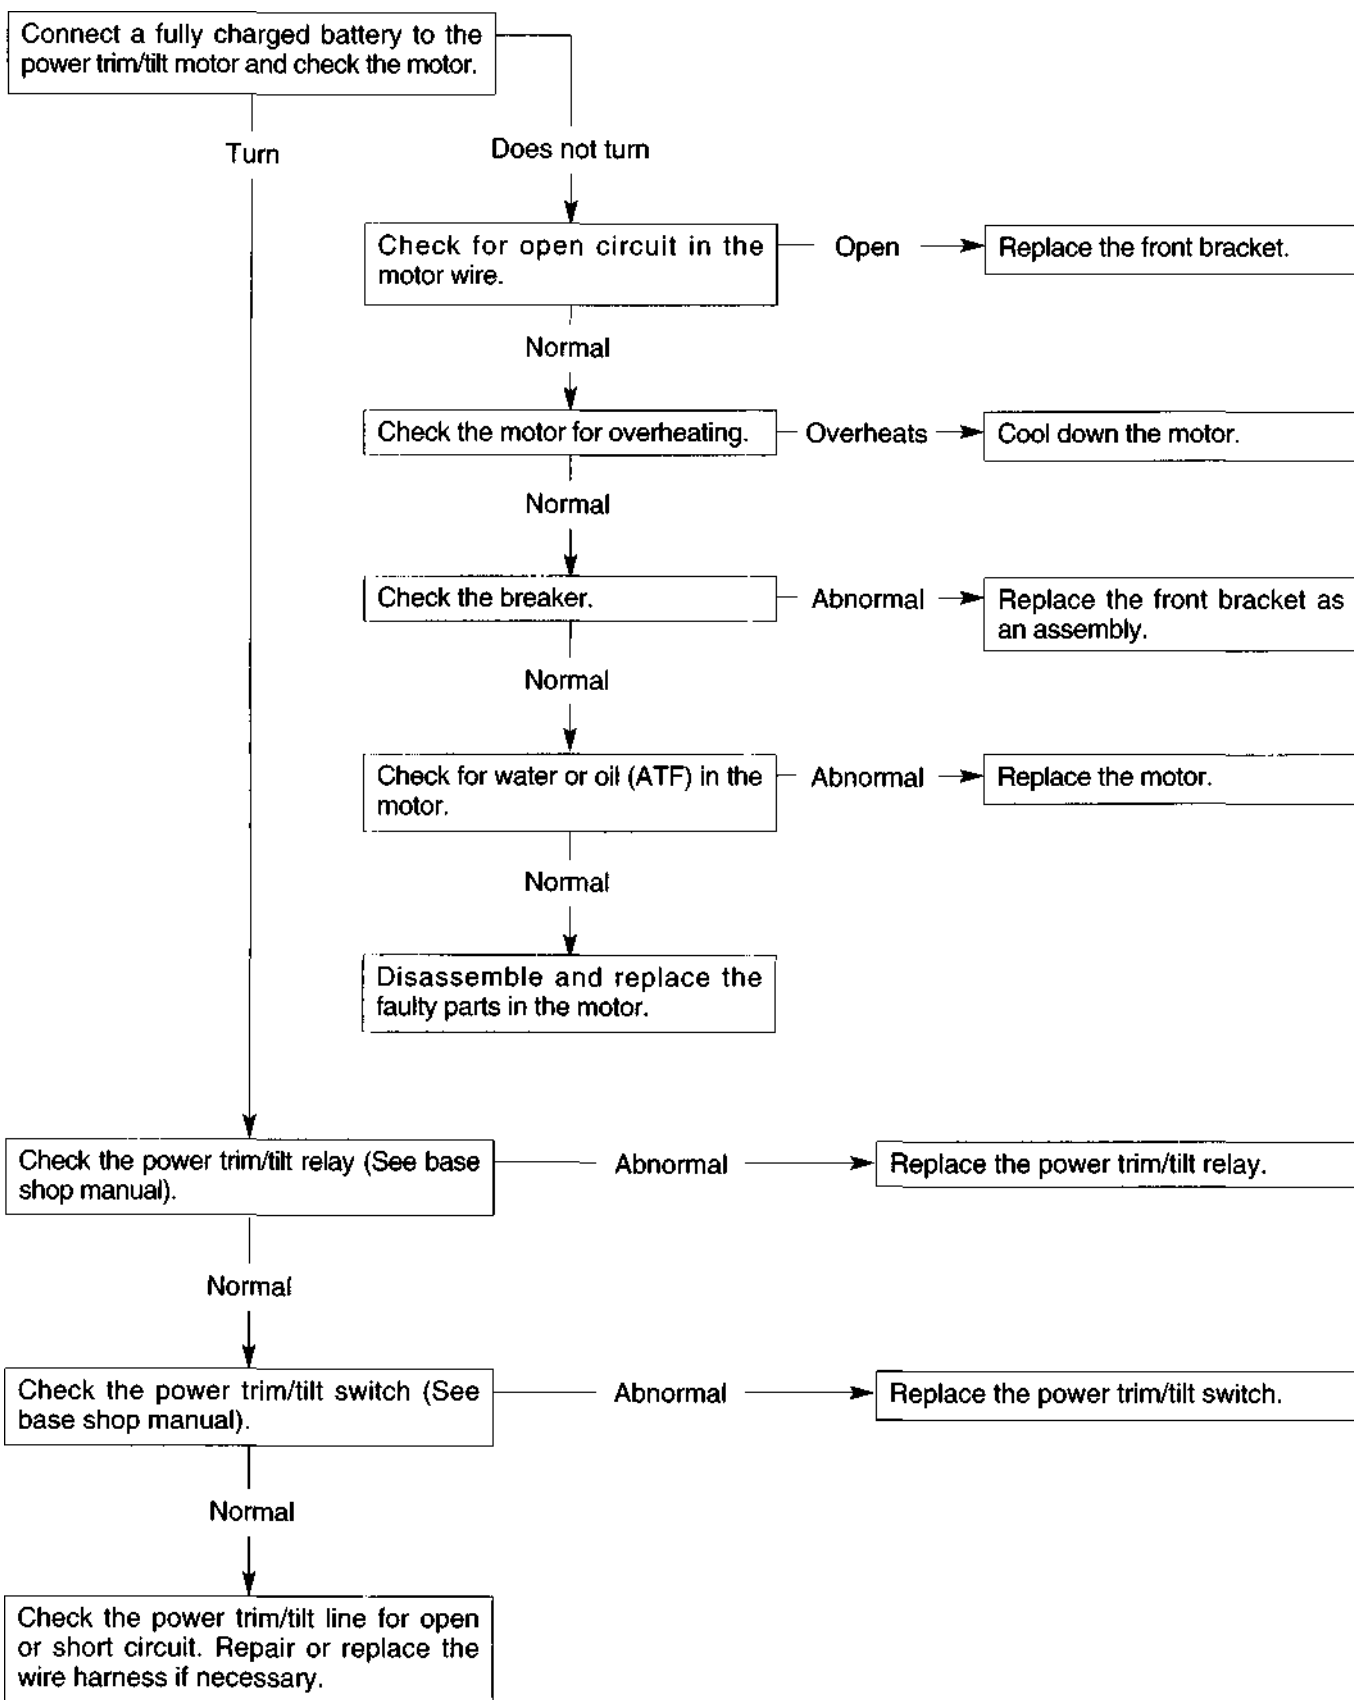 Connect a fully charged battery to the
power trim/tilt motor and check the motor.
Turn
Does not turn
Check for open circuit in the
motor wire.
Open
Replace the front bracket.
Normal
Check the motor for overheating.
Overheats
Cool down the motor.
Normal
Check the breaker.
Abnormal
Replace the front bracket as
an assembly.
Normal
Check for water or oil (ATF) in the
motor.
Abnormal
Replace the motor.
Normal
Disassemble and replace the
faulty parts in the motor.
Check the power trim/tilt relay (See base
shop manual).
Abnormal
Replace the power trim/tilt relay.
Normal
Check the power trim/tilt switch (See
base shop manual).
Abnormal
Replace the power trim/tilt switch.
Normal
Check the power trim/tilt line for open
or short circuit. Repair or replace the
wire harness if necessary.